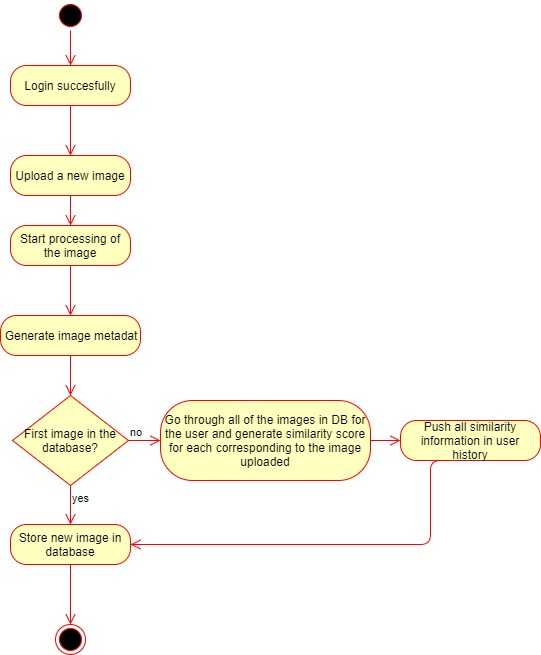 Login succesfully
Upload a new image
Start processing of
the image
Generate image metadat
First image in the
database?
no
Go through all of the images in DB for
the user and generate similarity score
for each corresponding to the image
uploaded
Push all similarity
information in user
history
yes
Store new image in
database